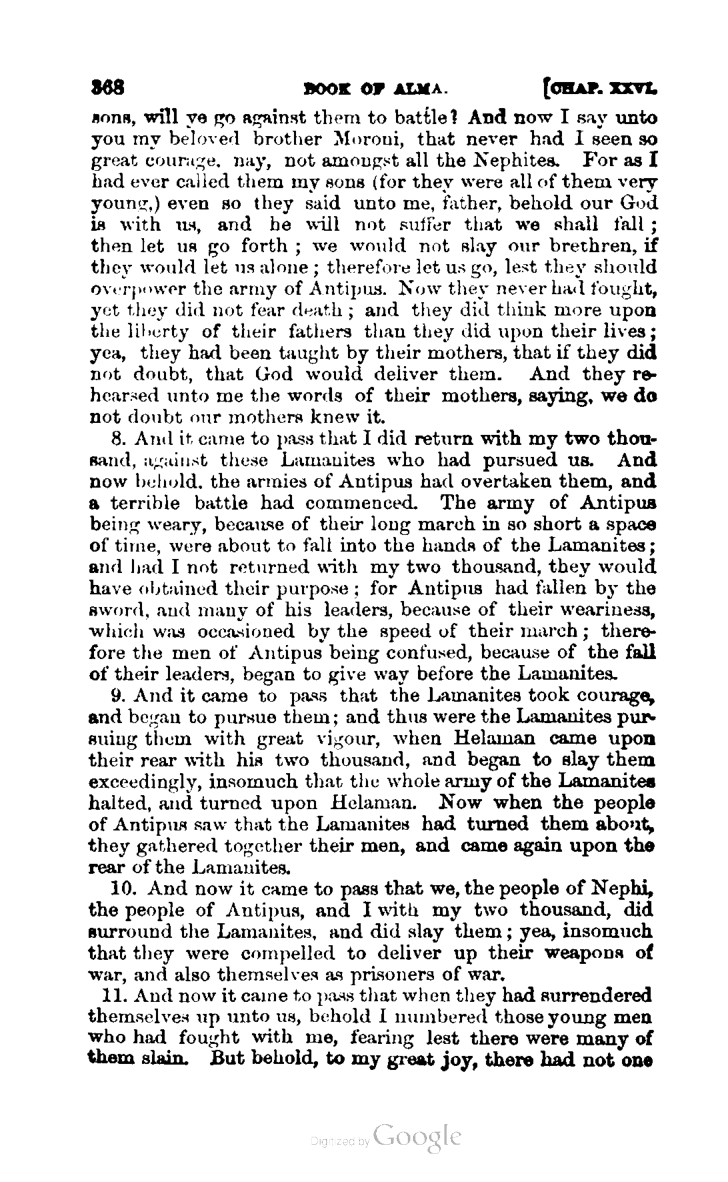 368 BOOK OF ALMA. [CHAP. XXVI.
sons, will ye go against them to battle? And now I say unto
you my beloved brother Moroni, that never had I seen so
great courage, nay, not amongst all the Nephites. For as I
had ever called them my sons (for they were all of them very
young,) even so they said unto me, father, behold our God
is with us, and he will not suffer that we shall fall;
then let us go forth; we would not slay our brethren, if
they would let us alone; therefore let us go, lest they should
overpower the army of Antipus. Now they never had fought,
yet they did not fear death; and they did think more upon
the liberty of their fathers than they did upon their lives;
yea, they had been taught by their mothers, that if they did
not doubt, that God would deliver them. And they re-
hearsed unto me the words of their mothers, saying, we do
not doubt our mothers knew it.
8. And it came to pass that I did return with my two thou-
sand, against these Lamanites who had pursued us. And
now behold, the armies of Antipus had overtaken them, and
a terrible battle had commenced. The army of Antipus
being weary, because of their long march in so short a space
of time, were about to fall into the hands of the Lamanites;
and had I not returned with my two thousand, they would
have obtained their purpose; for Antipus had fallen by the
sword, and many of his leaders, because of their weariness,
which was occasioned by the speed of their march; there-
fore the men of Antipus being confused, because of the fall
of their leaders, began to give way before the Lamanites.
9. And it came to pass that the Lamanites took courage,
and began to pursue them; and thus were the Lamanites pur-
suing them with great vigour, when Helaman came upon
their rear with his two thousand, and began to slay them
exceedingly, insomuch that the whole army of the Lamanites
halted, and turned upon Helaman. Now when the people
of Antipus saw that the Lamanites had turned them about,
they gathered together their men, and came again upon the
rear of the Lamanites.
10. And now it came to pass that we, the people of Nephi,
the people of Antipus, and I with my two thousand, did
surround the Lamanites, and did slay them; yea, insomuch
that they were compelled to deliver up their weapons of
war, and also themselves as prisoners of war.
11. And now it came to pass that when they had surrendered
themselves up unto us, behold I numbered those young men
who had fought with me, fearing lest there were many of
them slain. But behold, to my great joy, there had not one
Digitized by Google